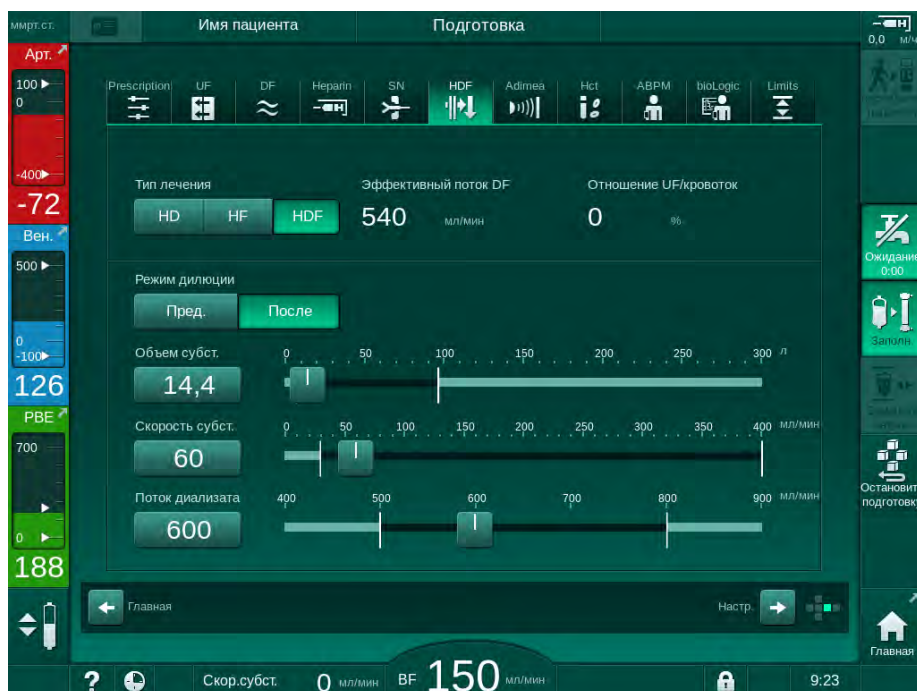 ммрт.ст.
Имя пациента
Подготовка
0,0 м/ч
Арт.
100
0
-400
-72
Вен.
500
0
-100
126
PBE
700
0
188
Prescription UF DF Heparin SN HDF Adimea Hct ABPM bioLogic Limits
Тип лечения
HD HF HDF
Эффективный поток DF
540 мл/мин
Отношение UF/кровоток
0 %
Режим дилюции
Пред. После
Объем субст.
14,4
0 50 100 150 200 250 300 л
Скорость субст.
60
0 50 100 150 200 250 300 350 400 мл/мин
Поток диализата
600
400 500 600 700 800 900 мл/мин
Главная
Настр.
Ожидание
0:00
Заполн.
Остановит
подготовку
Главная
? Скор.субст. 0 мл/мин BF 150 мл/мин 9:23